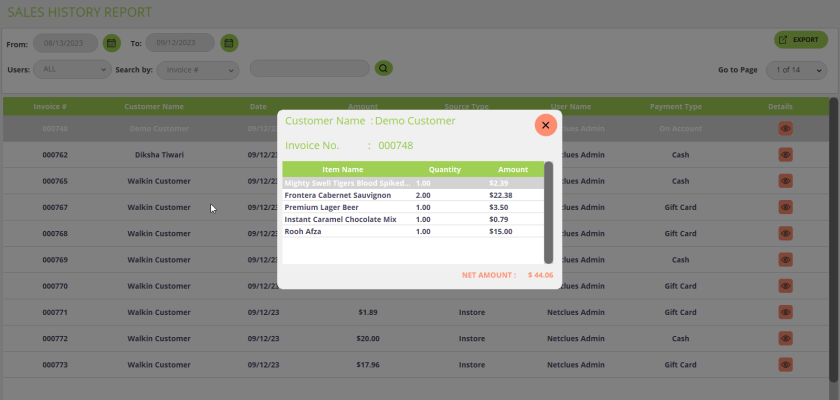 SALES HISTORY REPORT
From: 08/13/2023 To: 09/12/2023 EXPORT
Users: ALL Search by: Invoice # Go to Page 1 of 14
Invoice # Customer Name Date Amount Source Type User Name Payment Type Details
000748 Demo Customer 09/12/ Netclues Admin On Account
000762 Diksha Tiwari 09/12/2 Netclues Admin Cash
000765 Walkin Customer 09/12/2 Netclues Admin Cash
000767 Walkin Customer 09/12/2 Netclues Admin Gift Card
000768 Walkin Customer 09/12/2 Netclues Admin Gift Card
000769 Walkin Customer 09/12/2 Netclues Admin Cash
000770 Walkin Customer 09/12/2 Netclues Admin Gift Card
000771 Walkin Customer 09/12/23 $1.89 Instore Netclues Admin Gift Card
000772 Walkin Customer 09/12/23 $20.00 Instore Netclues Admin Cash
000773 Walkin Customer 09/12/23 $17.96 Instore Netclues Admin Gift Card
Customer Name : Demo Customer
Invoice No. : 000748
Item Name Quantity Amount
Mighty Swell Tigers Blood Spiked... 1.00 $2.39
Frontera Cabernet Sauvignon 2.00 $22.38
Premium Lager Beer 1.00 $3.50
Instant Caramel Chocolate Mix 1.00 $0.79
Rooh Afza 1.00 $15.00
NET AMOUNT : $ 44.06